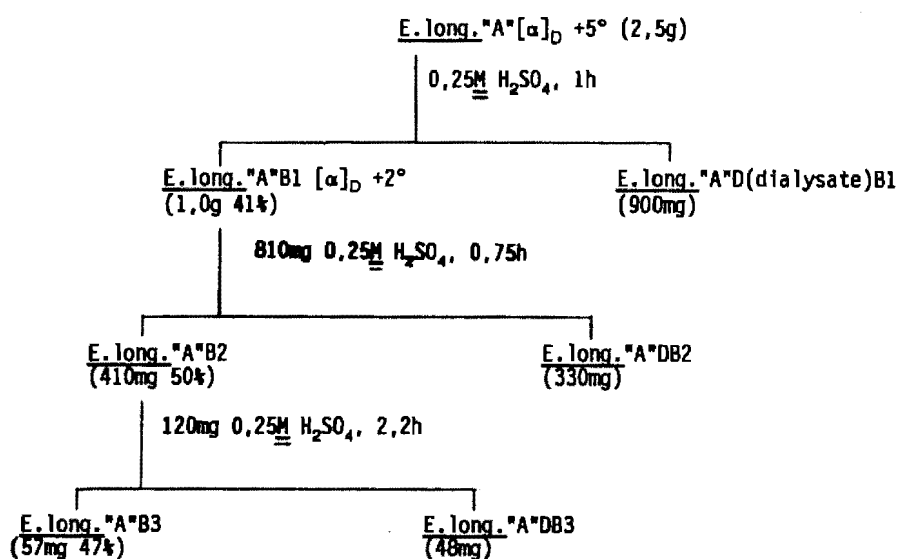 E.long."A"[α]D +5° (2,5g)
0,25M H₂SO₄, 1h
E.long."A"B1 [α]D +2°
(1,0g 41%)
E.long."A"D(dialysate)B1
(900mg)
810mg 0,25M H₂SO₄, 0,75h
E.long."A"B2
(410mg 50%)
E.long."A"DB2
(330mg)
120mg 0,25M H₂SO₄, 2,2h
E.long."A"B3
(57mg 47%)
E.long."A"DB3
(48mg)